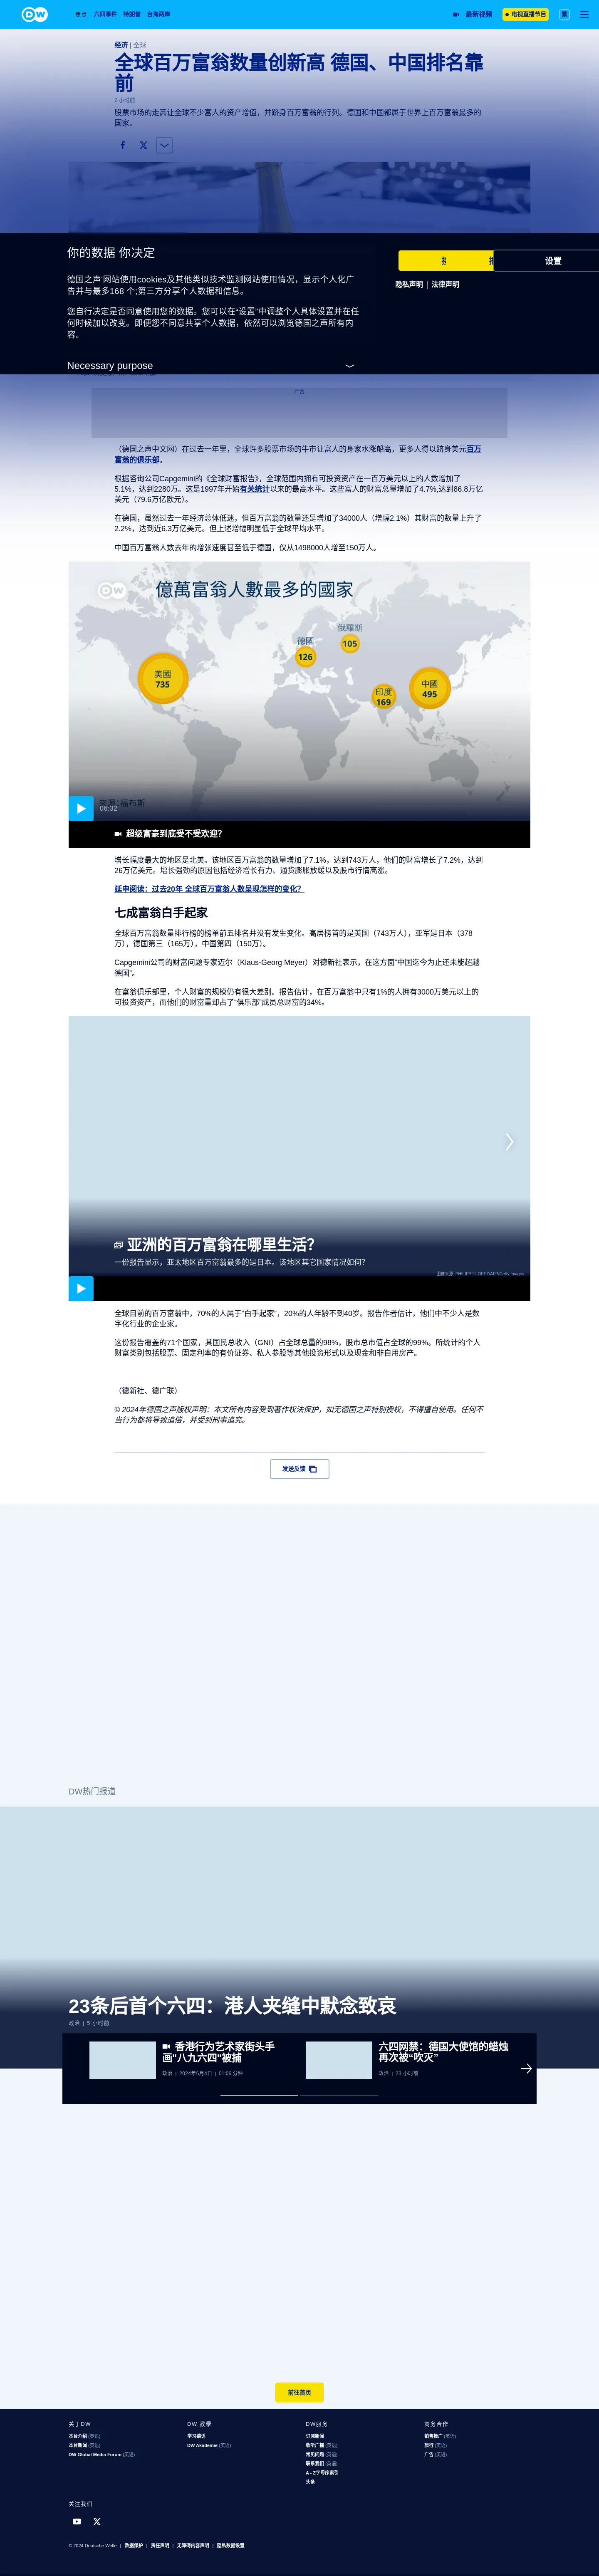 DW
焦点 六四事件 特朗普 台海两岸
最新视频 电视直播节目 繁
经济 | 全球
全球百万富翁数量创新高 德国、中国排名靠
前
2 小时前
股票市场的走高让全球不少富人的资产增值，并跻身百万富翁的行列。德国和中国都属于世界上百万富翁最多的
国家。
你的数据 你决定
设置
隐私声明 | 法律声明
德国之声‘网站使用cookies及其他类似技术监测网站使用情况，显示个人化广
告并与最多168 个;第三方分享个人数据和信息。
您自行决定是否同意使用您的数据。您可以在“设置”中调整个人具体设置并在任
何时候加以改变。即便您不同意共享个人数据，依然可以浏览德国之声所有内
容。
Necessary purpose
广告
（德国之声中文网）在过去一年里，全球许多股票市场的牛市让富人的身家水涨船高，更多人得以跻身美元百万
富翁的俱乐部。
根据咨询公司Capgemini的《全球财富报告》，全球范围内拥有可投资资产在一百万美元以上的人数增加了
5.1%，达到2280万。这是1997年开始有关统计以来的最高水平。这些富人的财富总量增加了4.7%,达到86.8万亿
美元（79.6万亿欧元）。
在德国，虽然过去一年经济总体低迷，但百万富翁的数量还是增加了34000人（增幅2.1%）其财富的数量上升了
2.2%，达到近6.3万亿美元。但上述增幅明显低于全球平均水平。
中国百万富翁人数去年的增张速度甚至低于德国，仅从1498000人增至150万人。
DW
億萬富翁人數最多的國家
俄羅斯
105
德國
126
美國
735
中國
495
印度
169
來源：福布斯
06:32
超级富豪到底受不受欢迎？
增长幅度最大的地区是北美。该地区百万富翁的数量增加了7.1%，达到743万人，他们的财富增长了7.2%，达到
26万亿美元。增长强劲的原因包括经济增长有力、通货膨胀放缓以及股市行情高涨。
延申阅读：过去20年 全球百万富翁人数呈现怎样的变化？
七成富翁白手起家
全球百万富翁数量排行榜的榜单前五排名并没有发生变化。高居榜首的是美国（743万人），亚军是日本（378
万），德国第三（165万），中国第四（150万）。
Capgemini公司的财富问题专家迈尔（Klaus-Georg Meyer）对德新社表示，在这方面“中国迄今为止还未能超越
德国”。
在富翁俱乐部里，个人财富的规模仍有很大差别。报告估计，在百万富翁中只有1%的人拥有3000万美元以上的
可投资资产，而他们的财富量却占了“俱乐部”成员总财富的34%。
亚洲的百万富翁在哪里生活？
一份报告显示，亚太地区百万富翁最多的是日本。该地区其它国家情况如何？
图像来源: PHILIPPE LOPEZ/AFP/Getty Images
全球目前的百万富翁中，70%的人属于“白手起家”，20%的人年龄不到40岁。报告作者估计，他们中不少人是数
字化行业的企业家。
这份报告覆盖的71个国家，其国民总收入（GNI）占全球总量的98%，股市总市值占全球的99%。所统计的个人
财富类别包括股票、固定利率的有价证券、私人参股等其他投资形式以及现金和非自用房产。
（德新社、德广联）
© 2024年德国之声版权声明：本文所有内容受到著作权法保护，如无德国之声特别授权，不得擅自使用。任何不
当行为都将导致追偿，并受到刑事追究。
发送反馈
DW热门报道
23条后首个六四：港人夹缝中默念致哀
政治 | 5 小时前
香港行为艺术家街头手
画"八九六四"被捕
政治 | 2024年6月4日 | 01:06 分钟
六四网禁：德国大使馆的蜡烛
再次被“吹灭”
政治 | 23 小时前
前往首页
关于DW
本台介绍 (英语)
本台新闻 (英语)
DW Global Media Forum (英语)
DW 教學
学习德语
DW Akademie (英语)
DW服务
订阅新闻
收听广播 (英语)
常见问题 (英语)
联系我们 (英语)
A - Z字母序索引
头条
商务合作
销售推广 (英语)
旅行 (英语)
广告 (英语)
关注我们
© 2024 Deutsche Welle | 数据保护 | 责任声明 | 无障碍内容声明 | 隐私数据设置